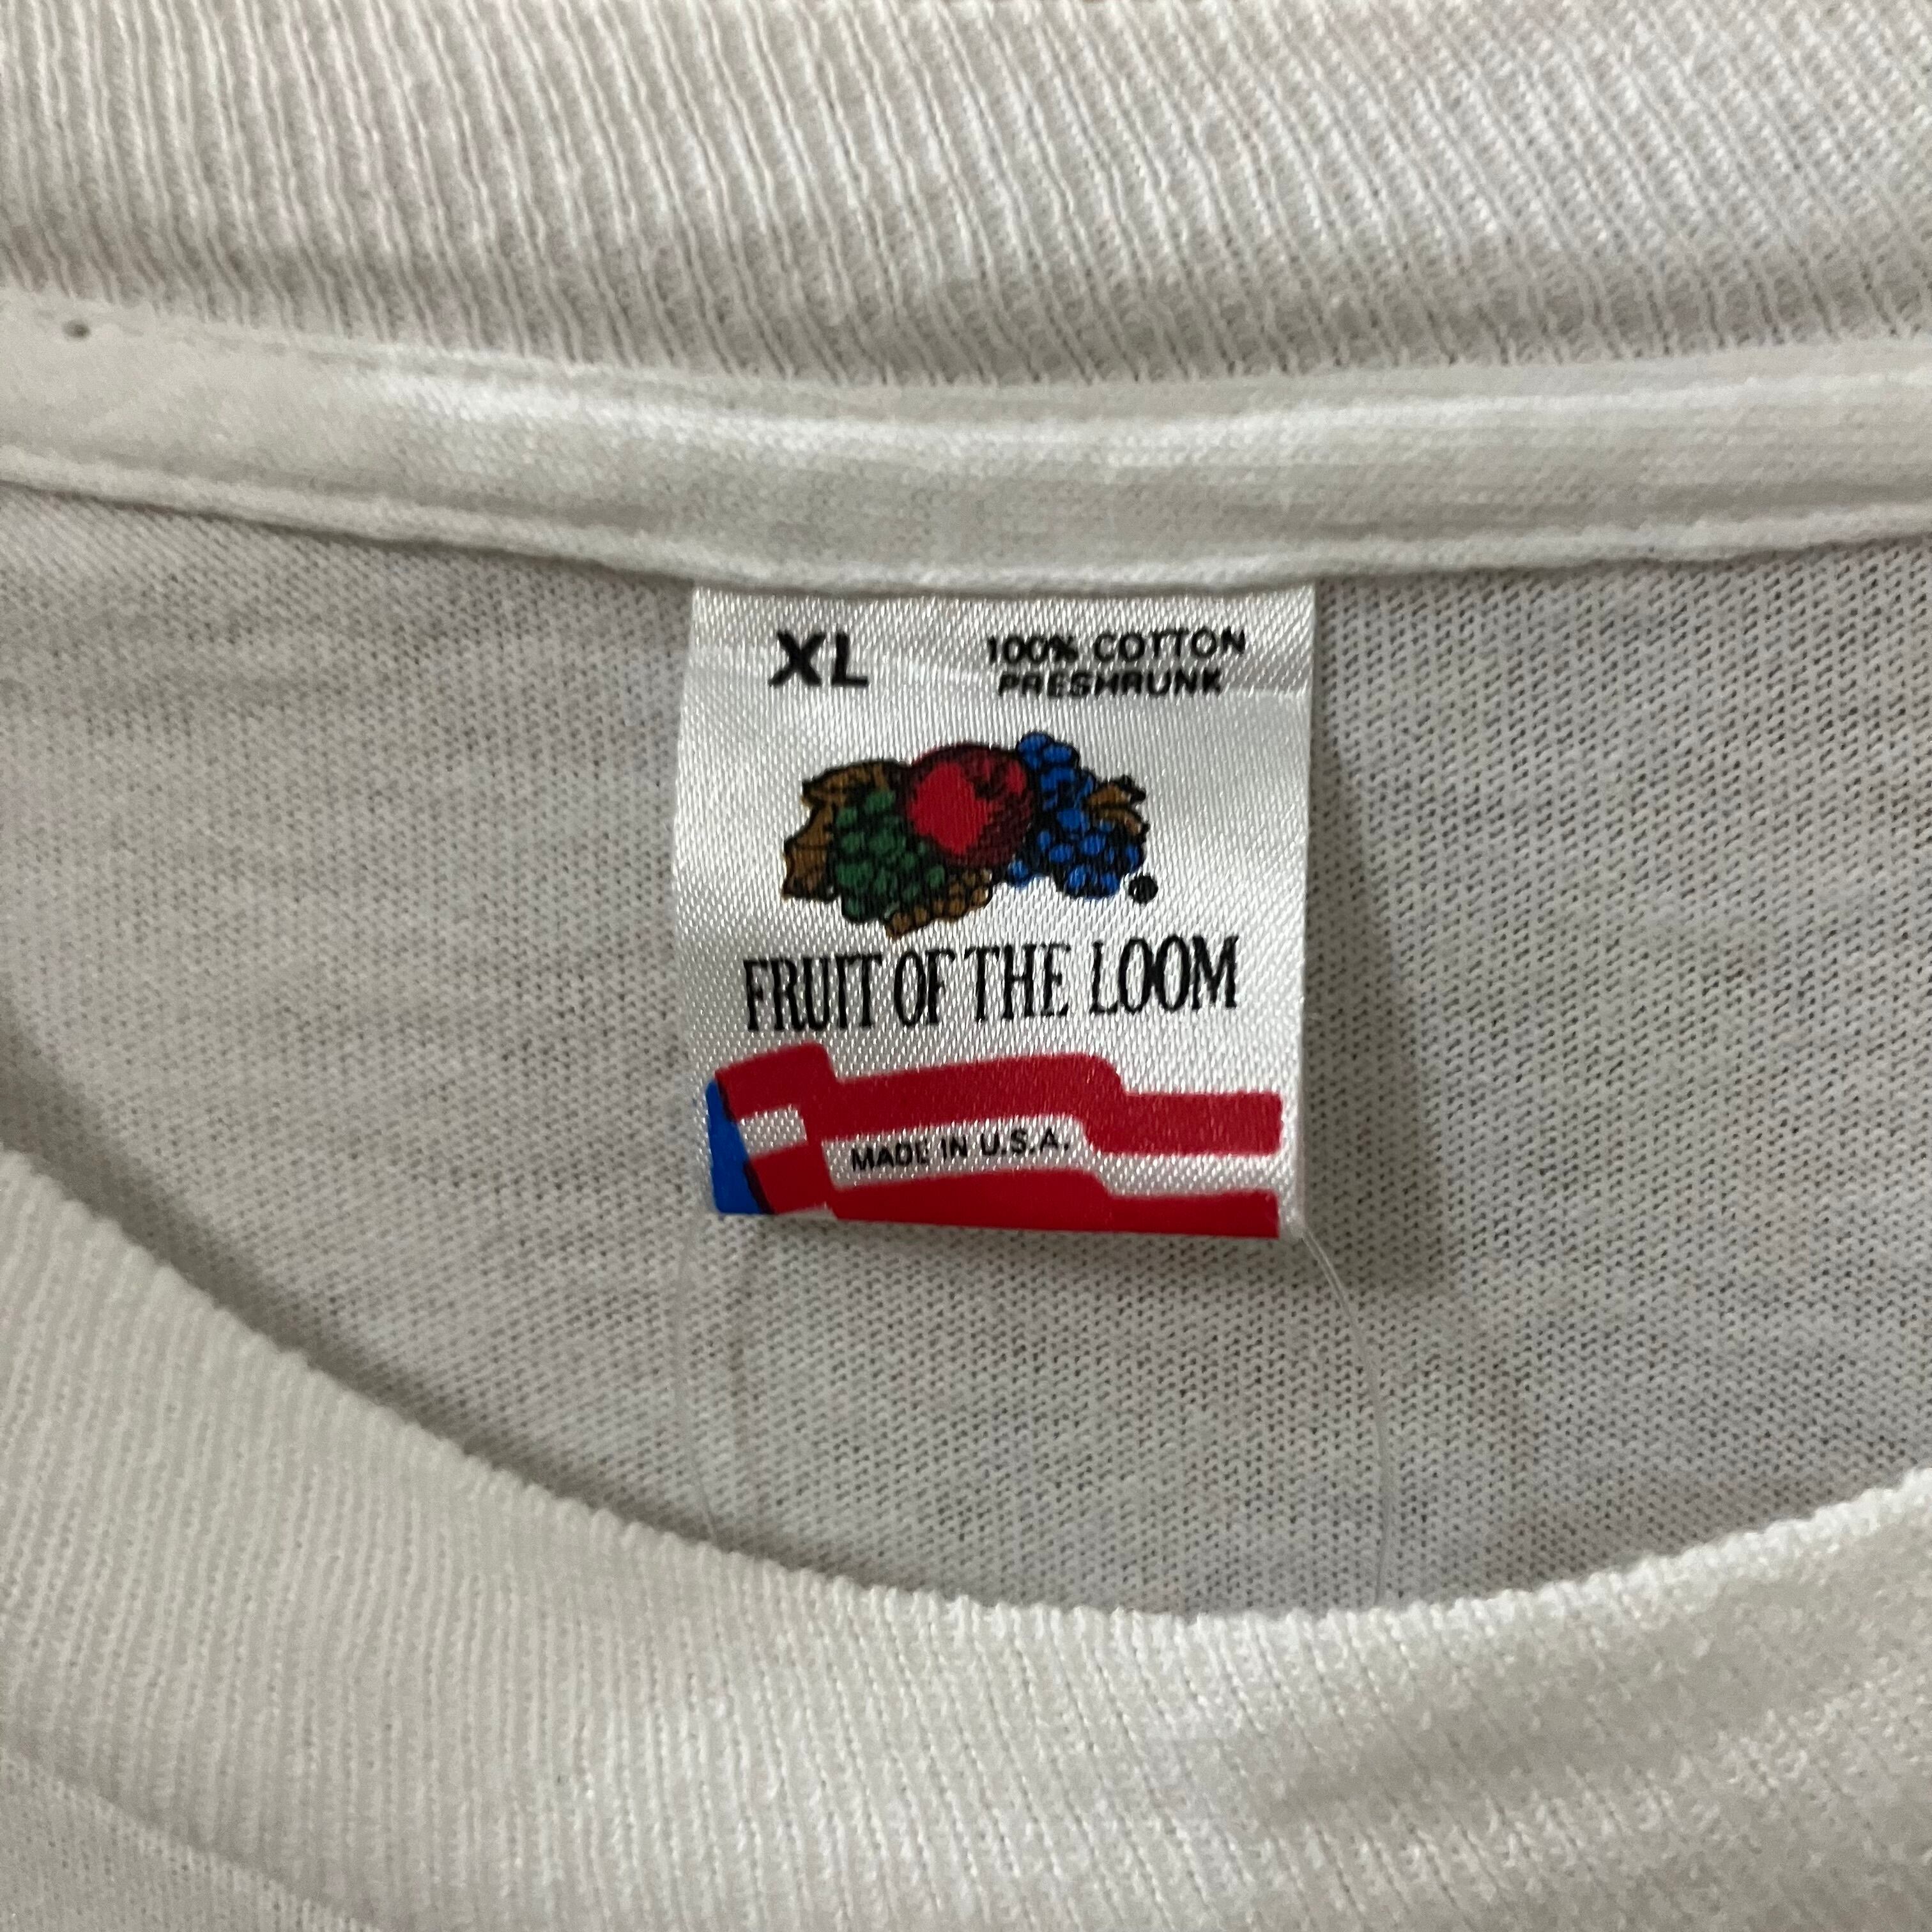 XL
100% COTTON
PRESHRUNK
FRUIT OF THE LOOM
MADE IN U.S.A.